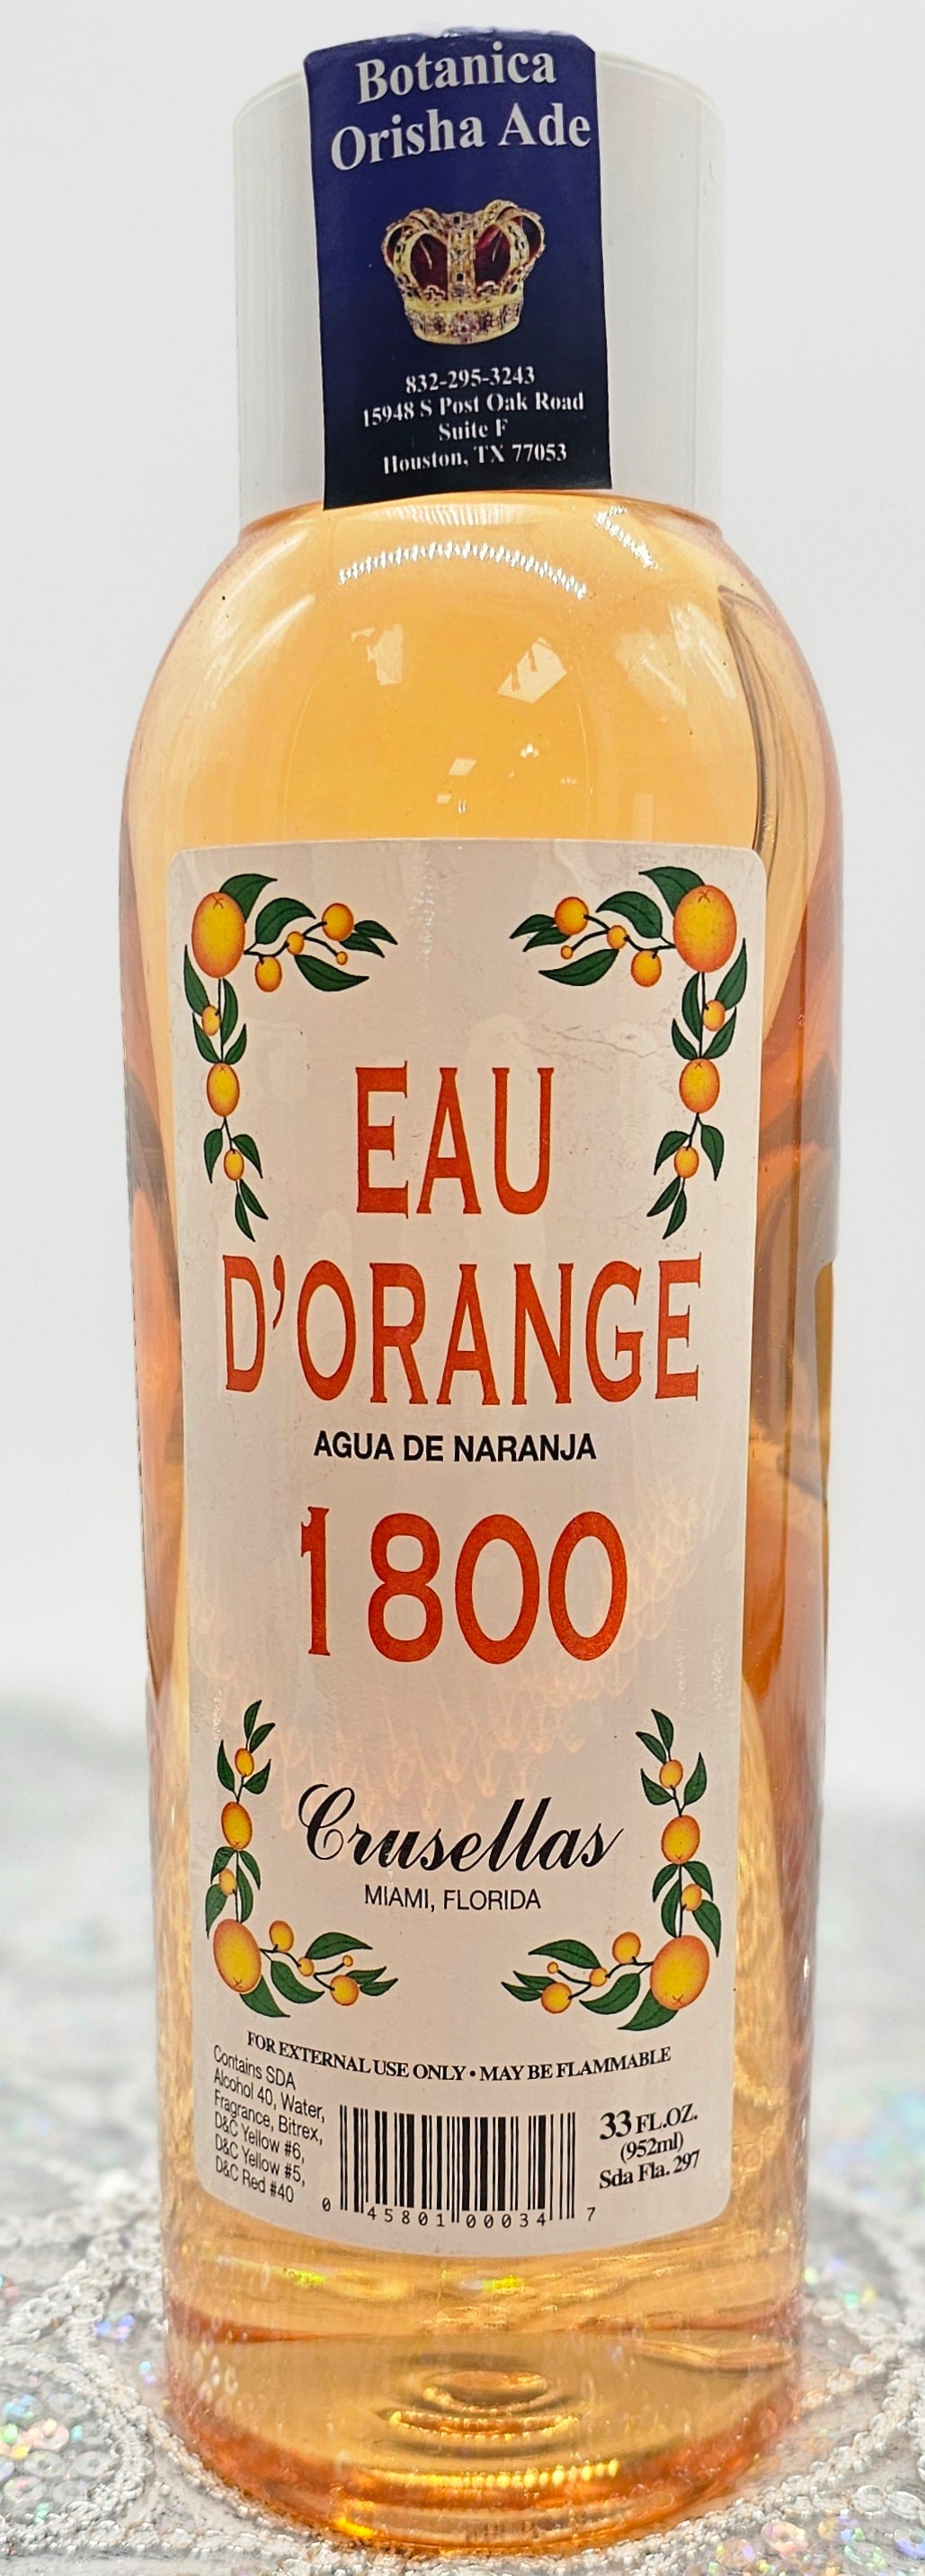 Botanica
Orisha Ade
832-295-3243
15948 S Post Oak Road
Suite F
Houston, TX 77053
EAU
D'ORANGE
AGUA DE NARANJA
1800
Crusellas
MIAMI, FLORIDA
FOR EXTERNAL USE ONLY • MAY BE FLAMMABLE
Contains SDA
Alcohol 40, Water,
Fragrance, Bitrex,
D&C Yellow #6,
D&C Yellow #5,
D&C Red #40
0 45801 00034 7
33 FL.OZ.
(952ml)
Sda Fla. 297